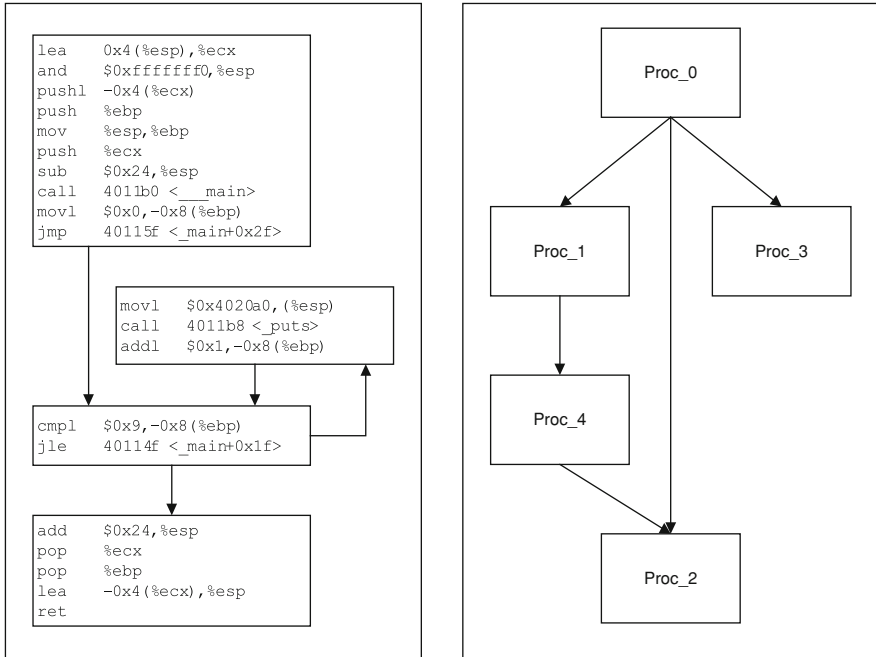 lea 0x4(%esp),%ecx
and $0xfffffff0,%esp
pushl -0x4(%ecx)
push %ebp
mov %esp,%ebp
push %ecx
sub $0x24,%esp
call 4011b0 <___main>
movl $0x0,-0x8(%ebp)
jmp 40115f <_main+0x2f>
movl $0x4020a0,(%esp)
call 4011b8 <_puts>
addl $0x1,-0x8(%ebp)
cmpl $0x9,-0x8(%ebp)
jle 40114f <_main+0x1f>
add $0x24,%esp
pop %ecx
pop %ebp
lea -0x4(%ecx),%esp
ret
Proc_0
Proc_1
Proc_3
Proc_4
Proc_2